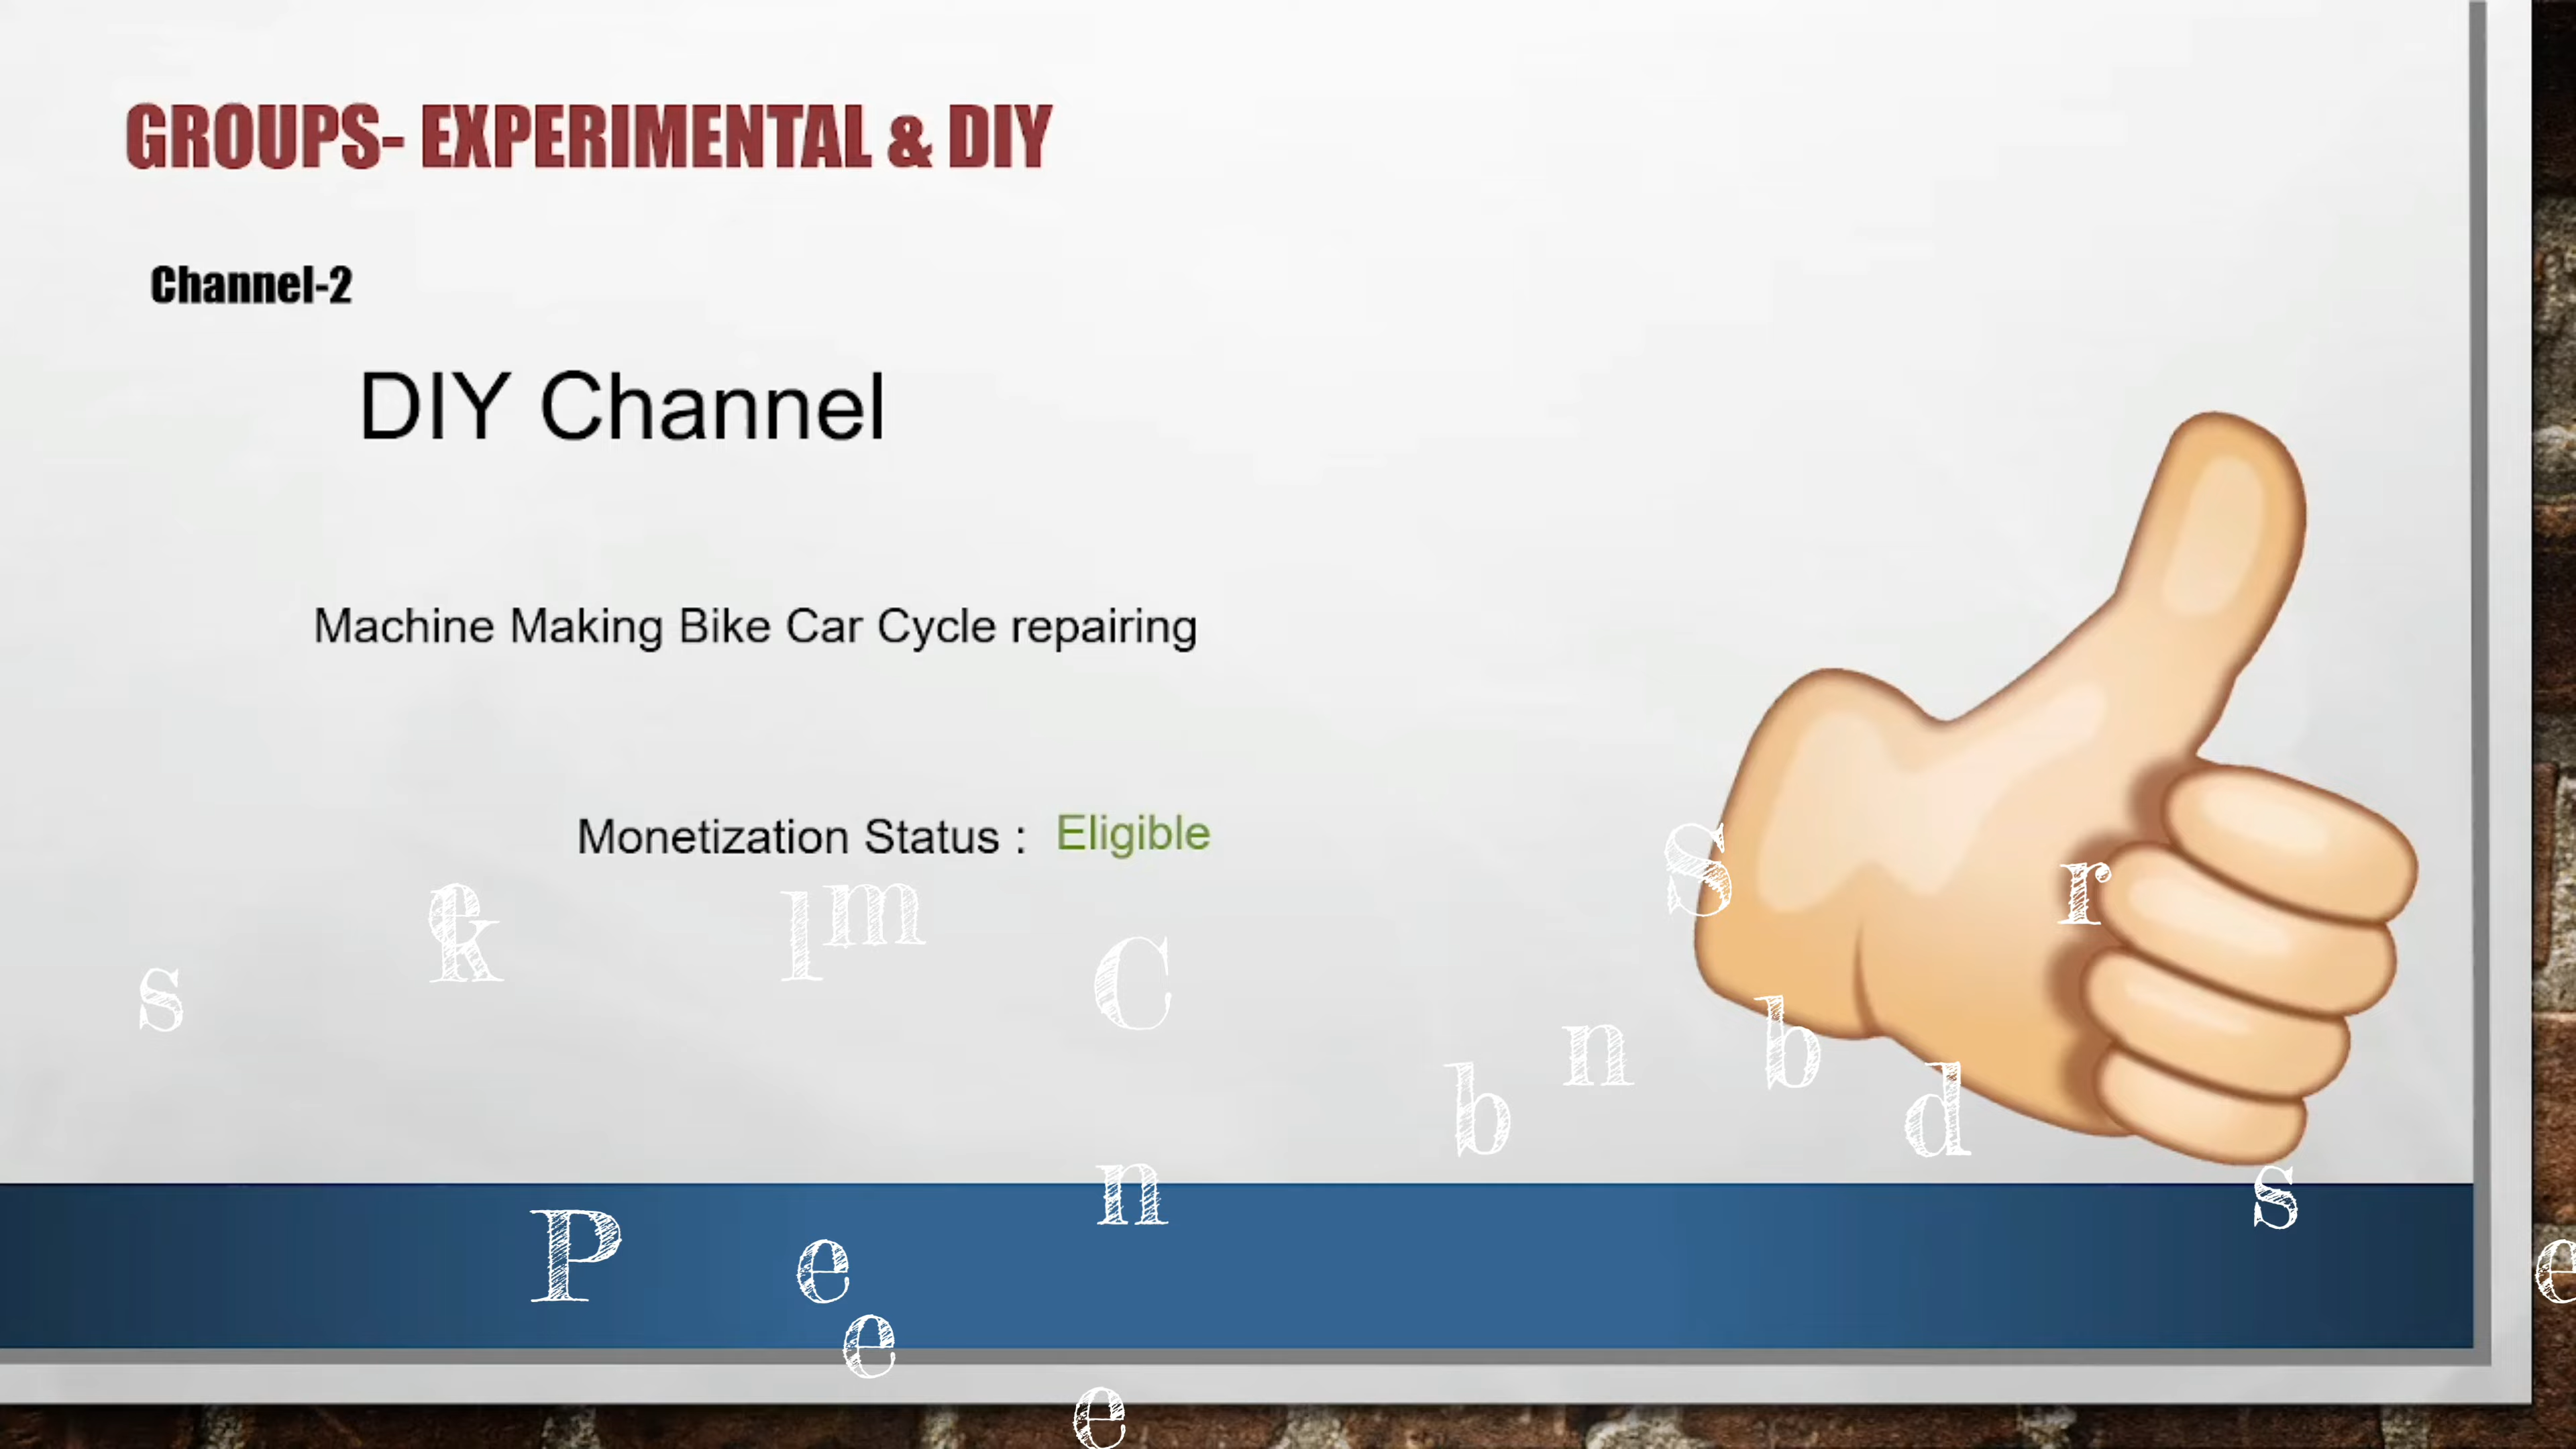 GROUPS- EXPERIMENTAL & DIY
Channel-2
DIY Channel
Machine Making Bike Car Cycle repairing
Monetization Status : Eligible
S
r
e
k
l
m
C
s
n
b
b
d
n
s
P
e
e
e
e